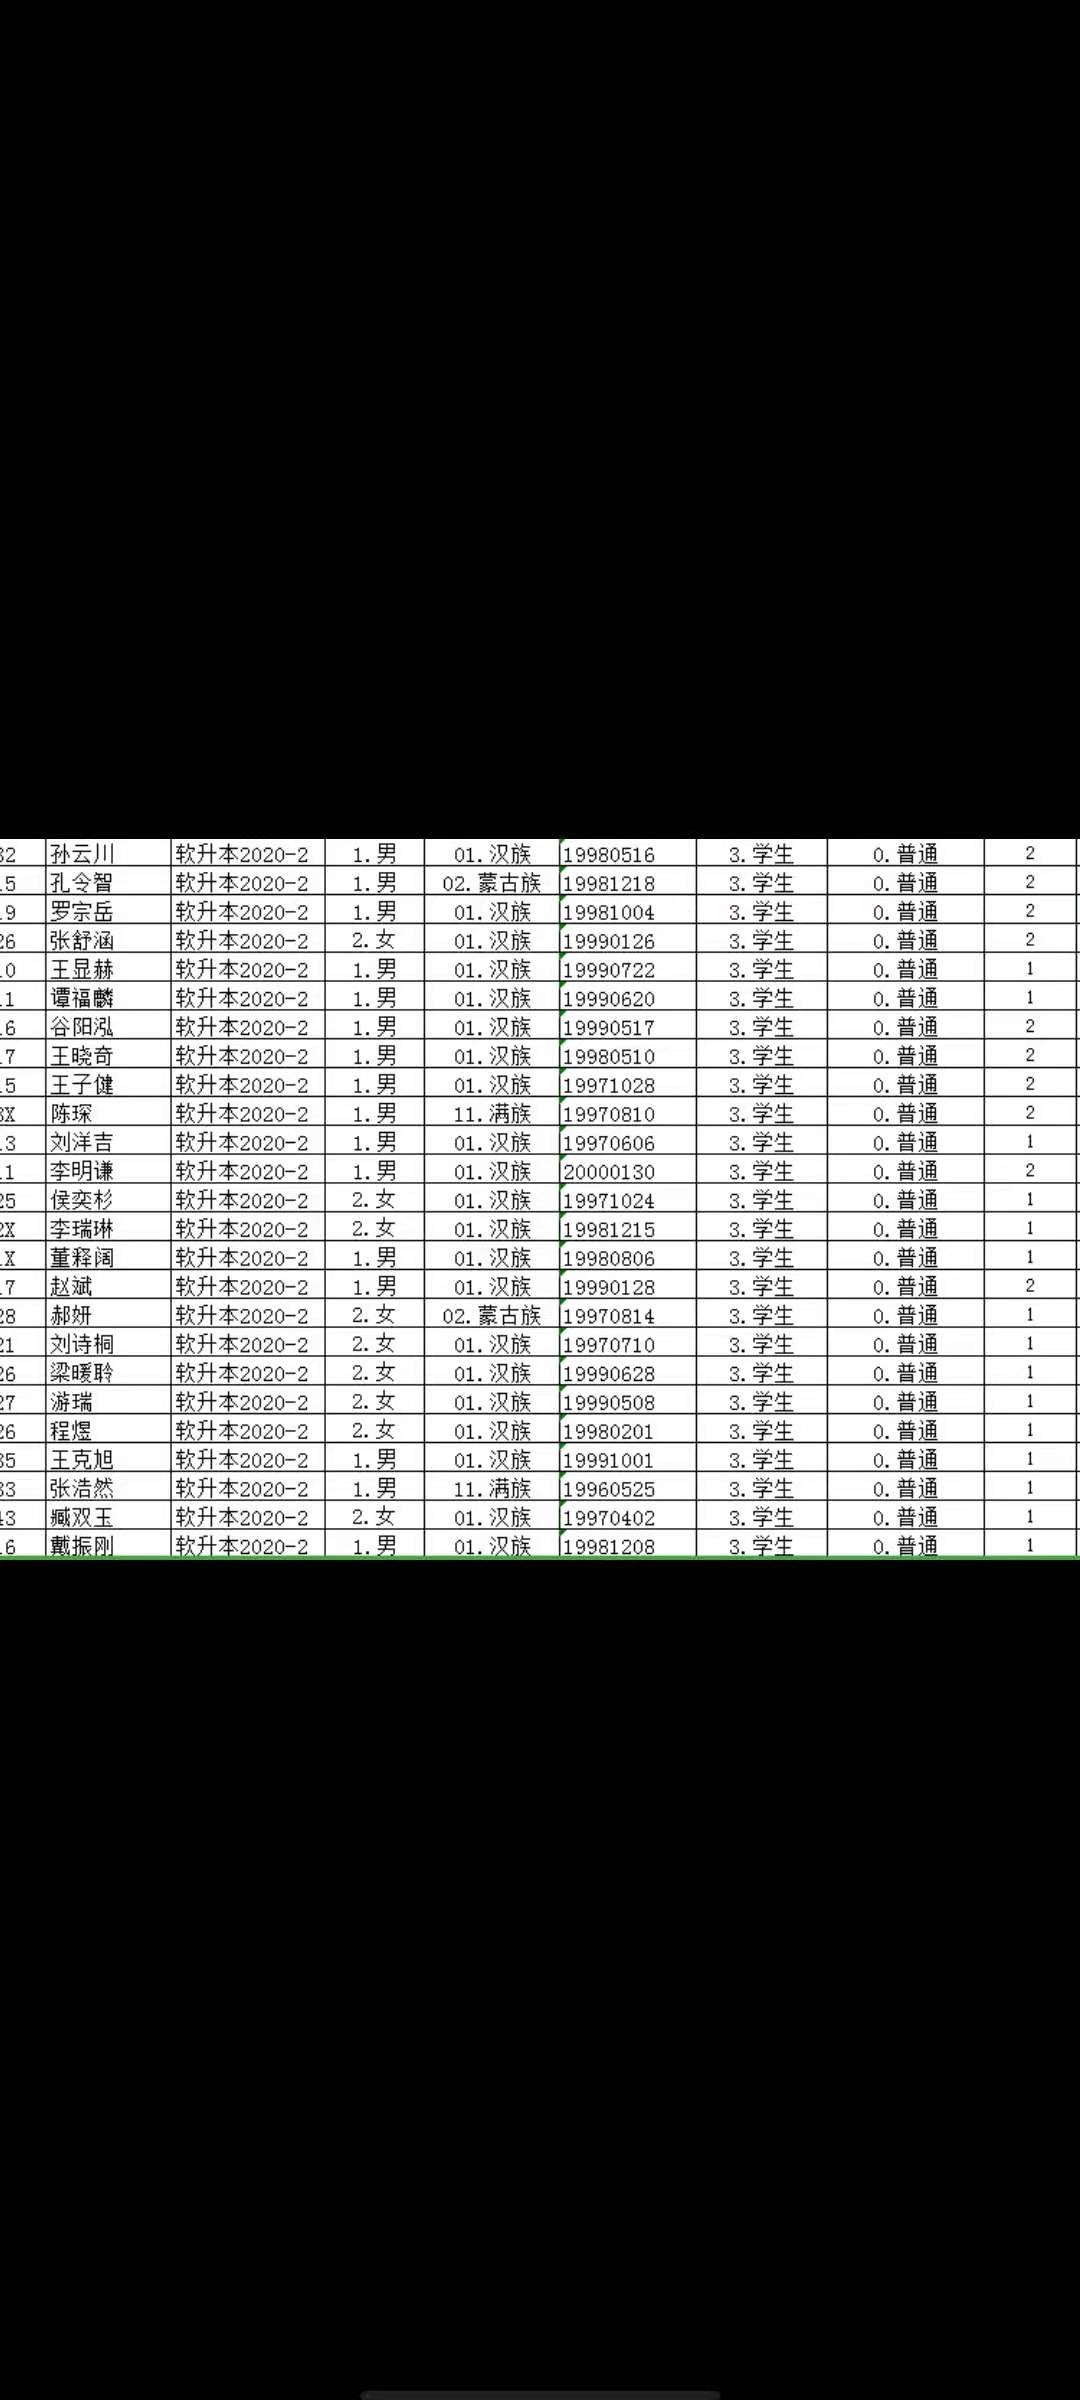 32 孙云川 软升本2020-2 1.男 01.汉族 19980516 3.学生 0.普通 2
.5 孔令智 软升本2020-2 1.男 02.蒙古族 19981218 3.学生 0.普通 2
.9 罗宗岳 软升本2020-2 1.男 01.汉族 19981004 3.学生 0.普通 2
26 张舒涵 软升本2020-2 2.女 01.汉族 19990126 3.学生 0.普通 2
.0 王显赫 软升本2020-2 1.男 01.汉族 19990722 3.学生 0.普通 1
.1 谭福麟 软升本2020-2 1.男 01.汉族 19990620 3.学生 0.普通 1
.6 谷阳泓 软升本2020-2 1.男 01.汉族 19990517 3.学生 0.普通 2
.7 王晓奇 软升本2020-2 1.男 01.汉族 19980510 3.学生 0.普通 2
.5 王子健 软升本2020-2 1.男 01.汉族 19971028 3.学生 0.普通 2
3X 陈琛 软升本2020-2 1.男 11.满族 19970810 3.学生 0.普通 2
.3 刘洋吉 软升本2020-2 1.男 01.汉族 19970606 3.学生 0.普通 1
.1 李明谦 软升本2020-2 1.男 01.汉族 20000130 3.学生 0.普通 2
25 侯奕杉 软升本2020-2 2.女 01.汉族 19971024 3.学生 0.普通 1
2X 李瑞琳 软升本2020-2 2.女 01.汉族 19981215 3.学生 0.普通 1
.X 董释阔 软升本2020-2 1.男 01.汉族 19980806 3.学生 0.普通 1
.7 赵斌 软升本2020-2 1.男 01.汉族 19990128 3.学生 0.普通 2
28 郝妍 软升本2020-2 2.女 02.蒙古族 19970814 3.学生 0.普通 1
21 刘诗桐 软升本2020-2 2.女 01.汉族 19970710 3.学生 0.普通 1
26 梁暖聆 软升本2020-2 2.女 01.汉族 19990628 3.学生 0.普通 1
27 游瑞 软升本2020-2 2.女 01.汉族 19990508 3.学生 0.普通 1
26 程煜 软升本2020-2 2.女 01.汉族 19980201 3.学生 0.普通 1
35 王克旭 软升本2020-2 1.男 01.汉族 19991001 3.学生 0.普通 1
33 张浩然 软升本2020-2 1.男 11.满族 19960525 3.学生 0.普通 1
43 臧双玉 软升本2020-2 2.女 01.汉族 19970402 3.学生 0.普通 1
.6 戴振刚 软升本2020-2 1.男 01.汉族 19981208 3.学生 0.普通 1